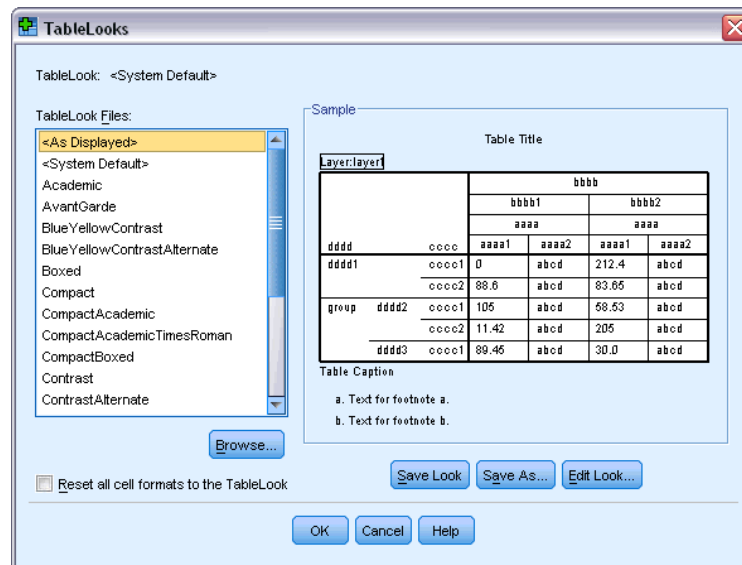 TableLooks
TableLook: <System Default>
TableLook Files:
<As Displayed>
<System Default>
Academic
AvantGarde
BlueYellowContrast
BlueYellowContrastAlternate
Boxed
Compact
CompactAcademic
CompactAcademicTimesRoman
CompactBoxed
Contrast
ContrastAlternate
Browse...
Reset all cell formats to the TableLook
Sample
Table Title
Layer:layer1
bbbb
bbbb1 bbbb2
aaaa aaaa
dddd cccc aaaa1 aaaa2 aaaa1 aaaa2
dddd1 cccc1 0 abcd 212.4 abcd
cccc2 88.6 abcd 83.65 abcd
group dddd2 cccc1 105 abcd 58.53 abcd
cccc2 11.42 abcd 205 abcd
dddd3 cccc1 89.45 abcd 30.0 abcd
Table Caption
a. Text for footnote a.
b. Text for footnote b.
Save Look Save As... Edit Look...
OK Cancel Help